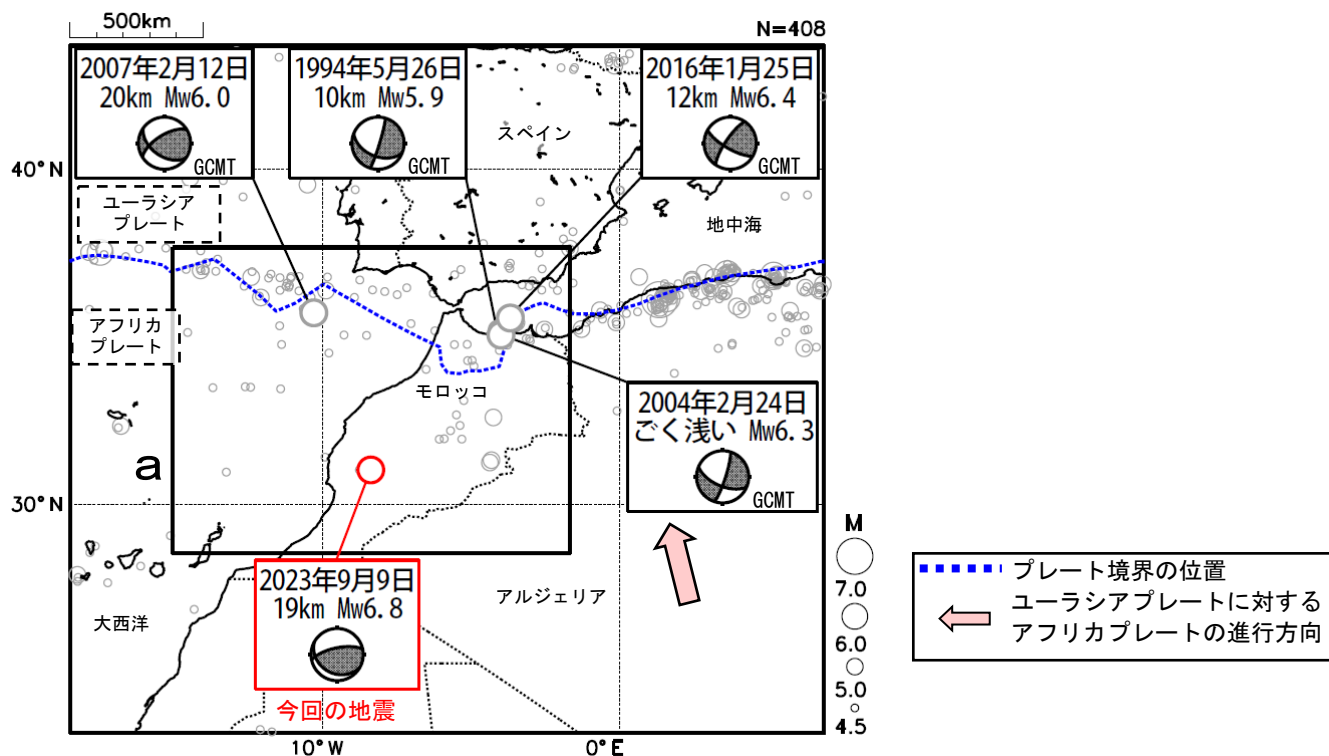 500km
N=408
2007年2月12日
20km Mw6.0
GCMT
1994年5月26日
10km Mw5.9
GCMT
2016年1月25日
12km Mw6.4
GCMT
スペイン
40°N
ユーラシア
プレート
地中海
アフリカ
プレート
モロッコ
2004年2月24日
ごく浅い Mw6.3
GCMT
a
30°N
2023年9月9日
19km Mw6.8
今回の地震
大西洋
アルジェリア
M
7.0
6.0
5.0
4.5
プレート境界の位置
ユーラシアプレートに対する
アフリカプレートの進行方向
10°W
0°E